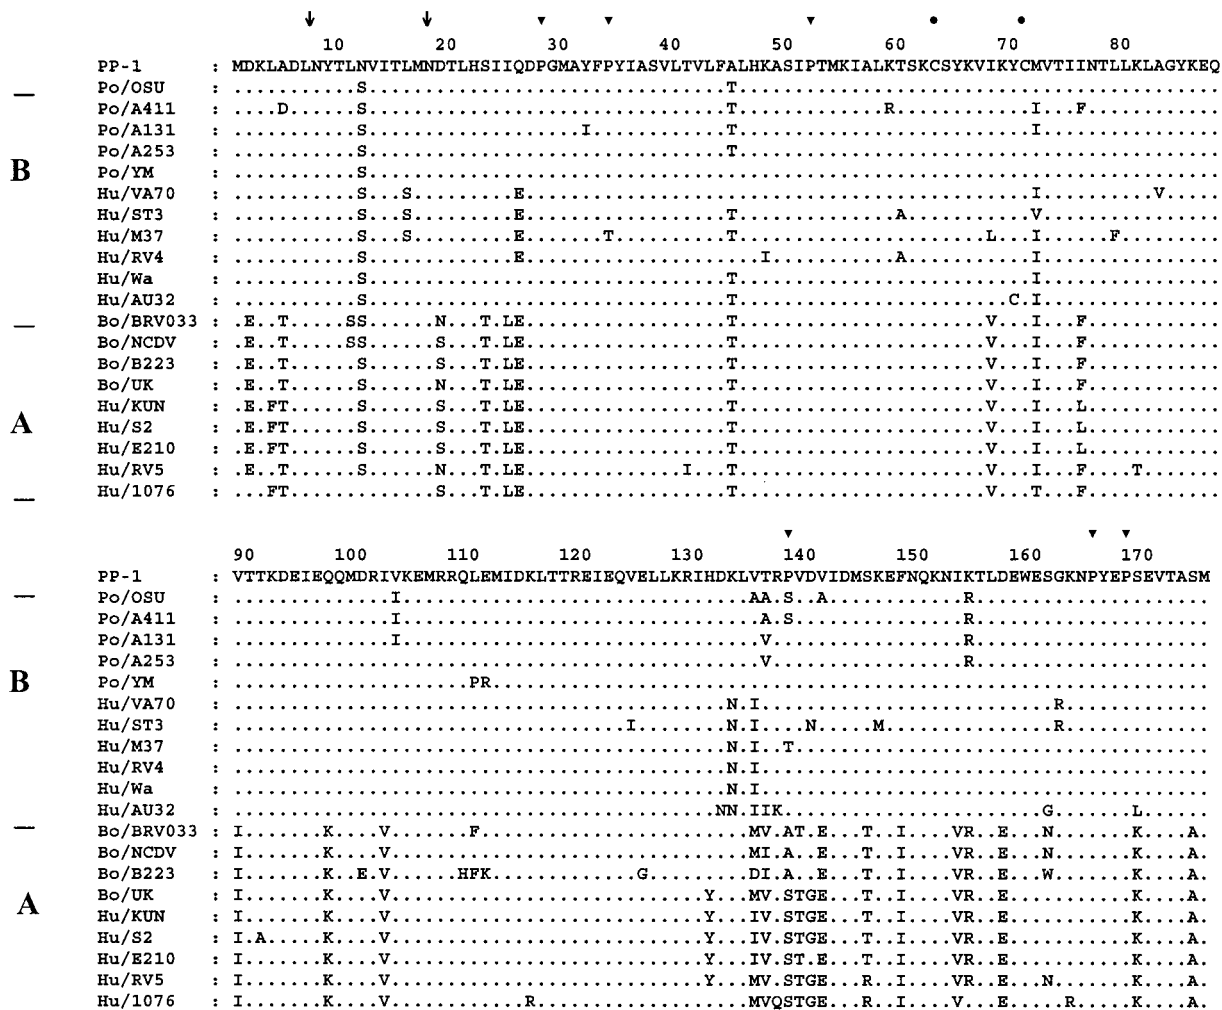 ↓ ↓ ▼ ▼ ▼ ● ●
10 20 30 40 50 60 70 80
PP-1 : MDKLADLNYTLNVITLMNDTLHSIIQDPGMAYFPYIASVLTVLFALHKASIPTMKIALKTSKCSYKVIKYCMVTIINTLLKLAGYKEQ
Po/OSU : ...........S................................T...........................................
Po/A411 : ....D......S................................T.............R............I...F............
Po/A131 : ...........S...................I............T..........................I................
Po/A253 : ...........S................................T...........................................
Po/YM : ...........S............................................................................
Hu/VA70 : ...........S...S.........E.............................................I..........V.....
Hu/ST3 : ...........S...S.........E..................T..............A...........V................
Hu/M37 : ...........S...S.........E.......T..........T......................L...I......F.........
Hu/RV4 : ...........S.............E.....................I...........A...........I................
Hu/Wa : ...........S................................T..........................I................
Hu/AU32 : ...........S................................T........................C.I................
Bo/BRV033 : .E..T.....SS......N...T.LE..................T......................V...I...F............
Bo/NCDV : .E..T.....SS......S...T.LE..................T......................V...I...F............
Bo/B223 : .E..T......S......S...T.LE..................T......................V...I...F............
Bo/UK : .E..T......S......N...T.LE..................T......................V...I...F............
Hu/KUN : .E.FT......S......S...T.LE..................T......................V...I...L............
Hu/S2 : .E.FT......S......S...T.LE..................T......................V...I...L............
Hu/E210 : .E.FT......S......S...T.LE..................T......................V...I...L............
Hu/RV5 : .E..T......S......N...T.LE..............I...T......................V...I...F....T.......
Hu/1076 : ...FT.............S...T.LE..................T......................V...T...F............
B
A
▼ ▼ ▼
90 100 110 120 130 140 150 160 170
PP-1 : VTTKDEIEQQMDRIVKEMRRQLEMIDKLTTREIEQVELLKRIHDKLVTRPVDVIDMSKEFNQKNIKTLDEWESGKNPYEPSEVTASM
Po/OSU : ..............I...............................AA.S..A............R....................
Po/A411 : ..............I................................A.S...............R.....................
Po/A131 : ..............I................................V.................R.....................
Po/A253 : ...............................................V.................R.....................
Po/YM : .....................PR................................................................
Hu/VA70 : ............................................N.I..........................R.............
Hu/ST3 : ...................................I........N.I....N.....M...............R.............
Hu/M37 : ............................................N.I..T.....................................
Hu/RV4 : ............................................N.I........................................
Hu/Wa : ............................................N.I........................................
Hu/AU32 : ...........................................NN.IIK.......................G.......L......
Bo/BRV033 : I.......K....V.......F........................MV.AT.E...T..I....VR..E...N.......K....A.
Bo/NCDV : I.......K....V................................MI.A..E...T..I....VR..E...N.......K....A.
Bo/B223 : I.......K..E.V......HFK.............G.........DI.A..E...T..I....VR..E...W.......K....A.
Bo/UK : I.......K....V............................Y...MV.STGE...T..I....VR..E...........K....A.
Hu/KUN : I.......K....V............................Y...IV.STGE...T..I....VR..E...........K....A.
Hu/S2 : I.A.....K....V............................Y...IV.STGE...T..I....VR..E...........K....A.
Hu/E210 : I.......K....V............................Y...IV.ST.E...T..I....VR..E...........K....A.
Hu/RV5 : I.......K....V............................Y...MV.STGE...R..I....VR..E...N.......K....A.
Hu/1076 : I.......K....V............R...................MVQSTGE...R..I....V...E.....R.....K....A.
B
A